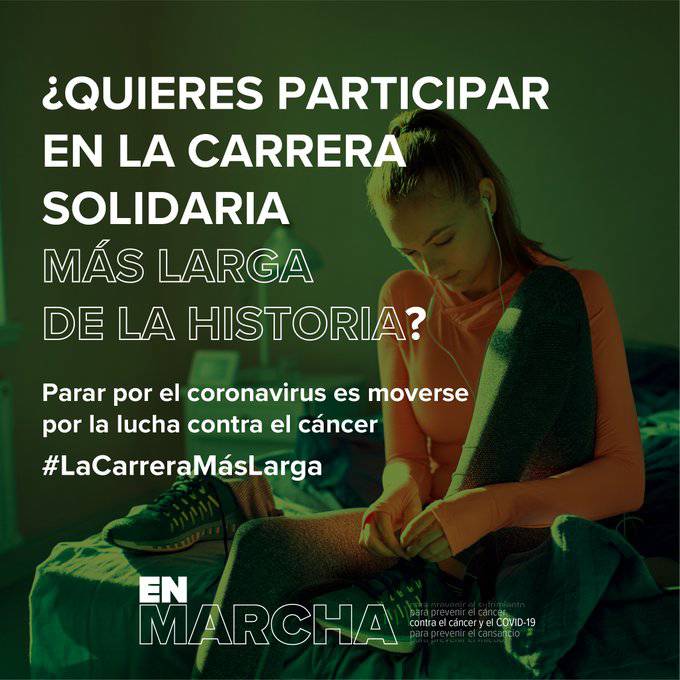 ¿QUIERES PARTICIPAR
EN LA CARRERA
SOLIDARIA
MÁS LARGA
DE LA HISTORIA?
Parar por el coronavirus es moverse
por la lucha contra el cáncer
#LaCarreraMásLarga
EN
MARCHA
para prevenir el sufrimiento
para prevenir el cáncer
contra el cáncer y el COVID-19
para prevenir el cansancio
para prevenir el